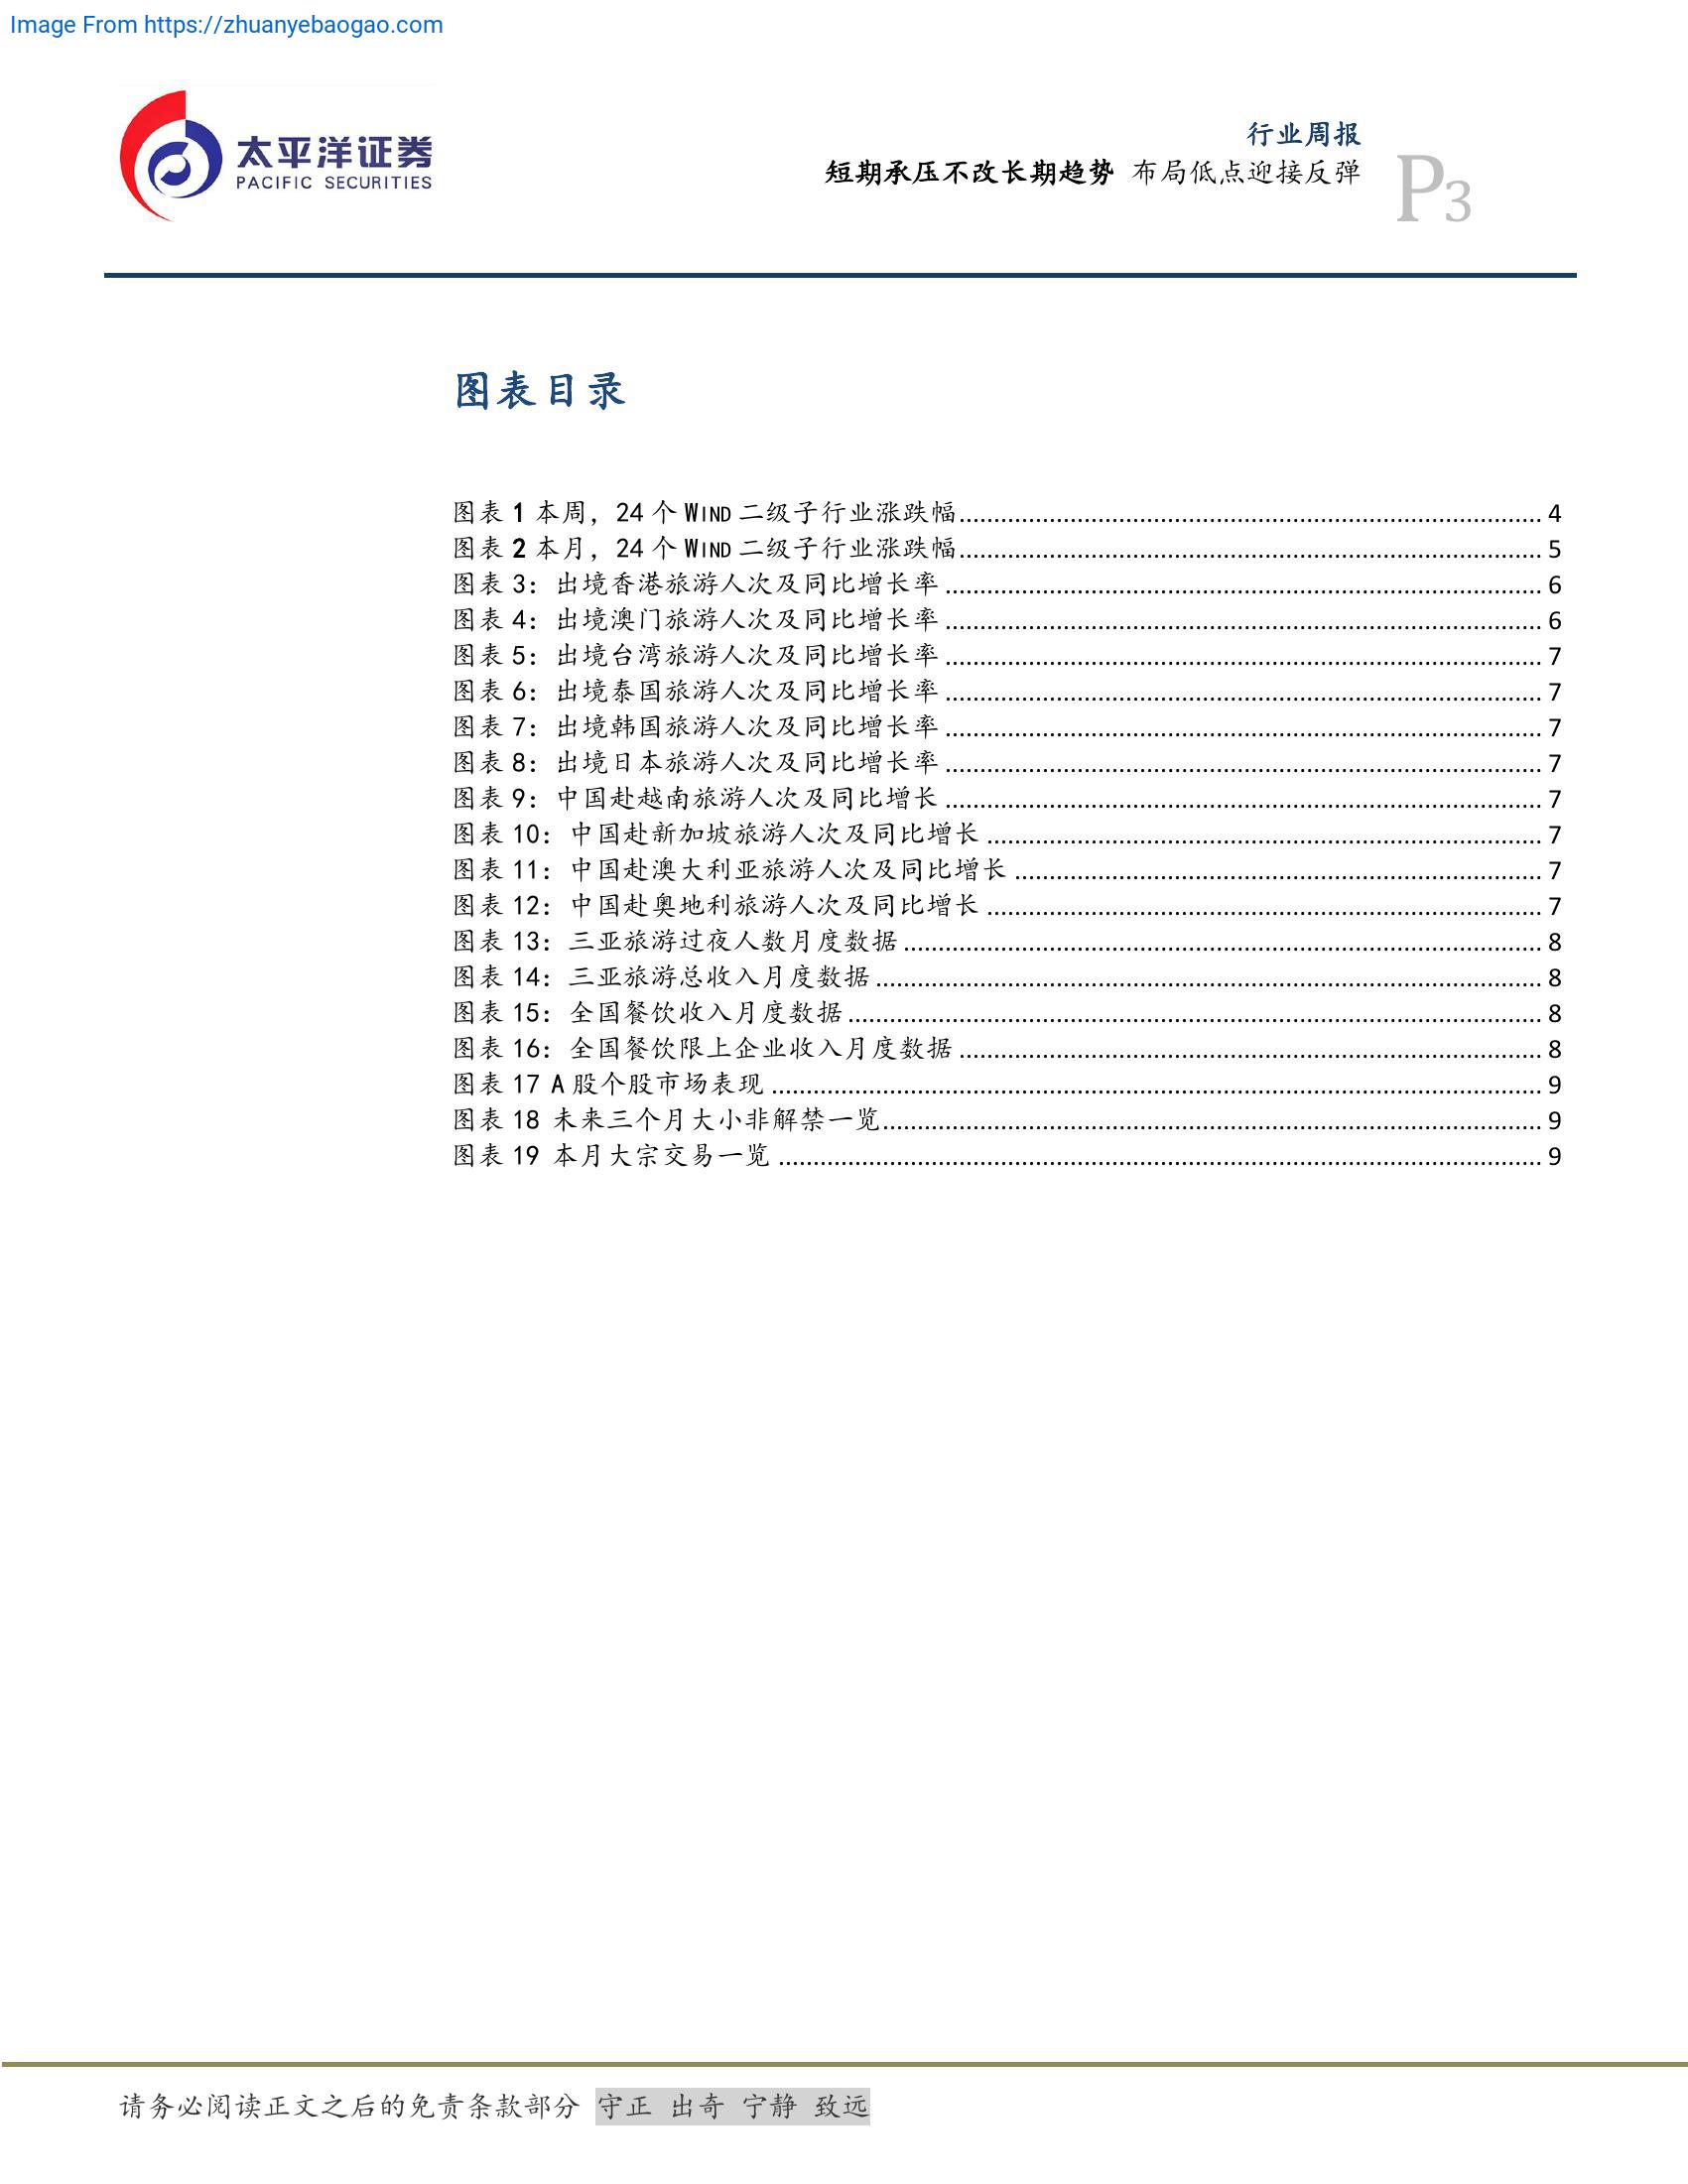 Image From https://zhuanyebaogao.com
太平洋证券
PACIFIC SECURITIES
行业周报
短期承压不改长期趋势 布局低点迎接反弹
P3
图表目录
图表 1 本周，24 个 WIND 二级子行业涨跌幅 4
图表 2 本月，24 个 WIND 二级子行业涨跌幅 5
图表 3：出境香港旅游人次及同比增长率 6
图表 4：出境澳门旅游人次及同比增长率 6
图表 5：出境台湾旅游人次及同比增长率 7
图表 6：出境泰国旅游人次及同比增长率 7
图表 7：出境韩国旅游人次及同比增长率 7
图表 8：出境日本旅游人次及同比增长率 7
图表 9：中国赴越南旅游人次及同比增长 7
图表 10：中国赴新加坡旅游人次及同比增长 7
图表 11：中国赴澳大利亚旅游人次及同比增长 7
图表 12：中国赴奥地利旅游人次及同比增长 7
图表 13：三亚旅游过夜人数月度数据 8
图表 14：三亚旅游总收入月度数据 8
图表 15：全国餐饮收入月度数据 8
图表 16：全国餐饮限上企业收入月度数据 8
图表 17 A 股个股市场表现 9
图表 18 未来三个月大小非解禁一览 9
图表 19 本月大宗交易一览 9
请务必阅读正文之后的免责条款部分 守正 出奇 宁静 致远